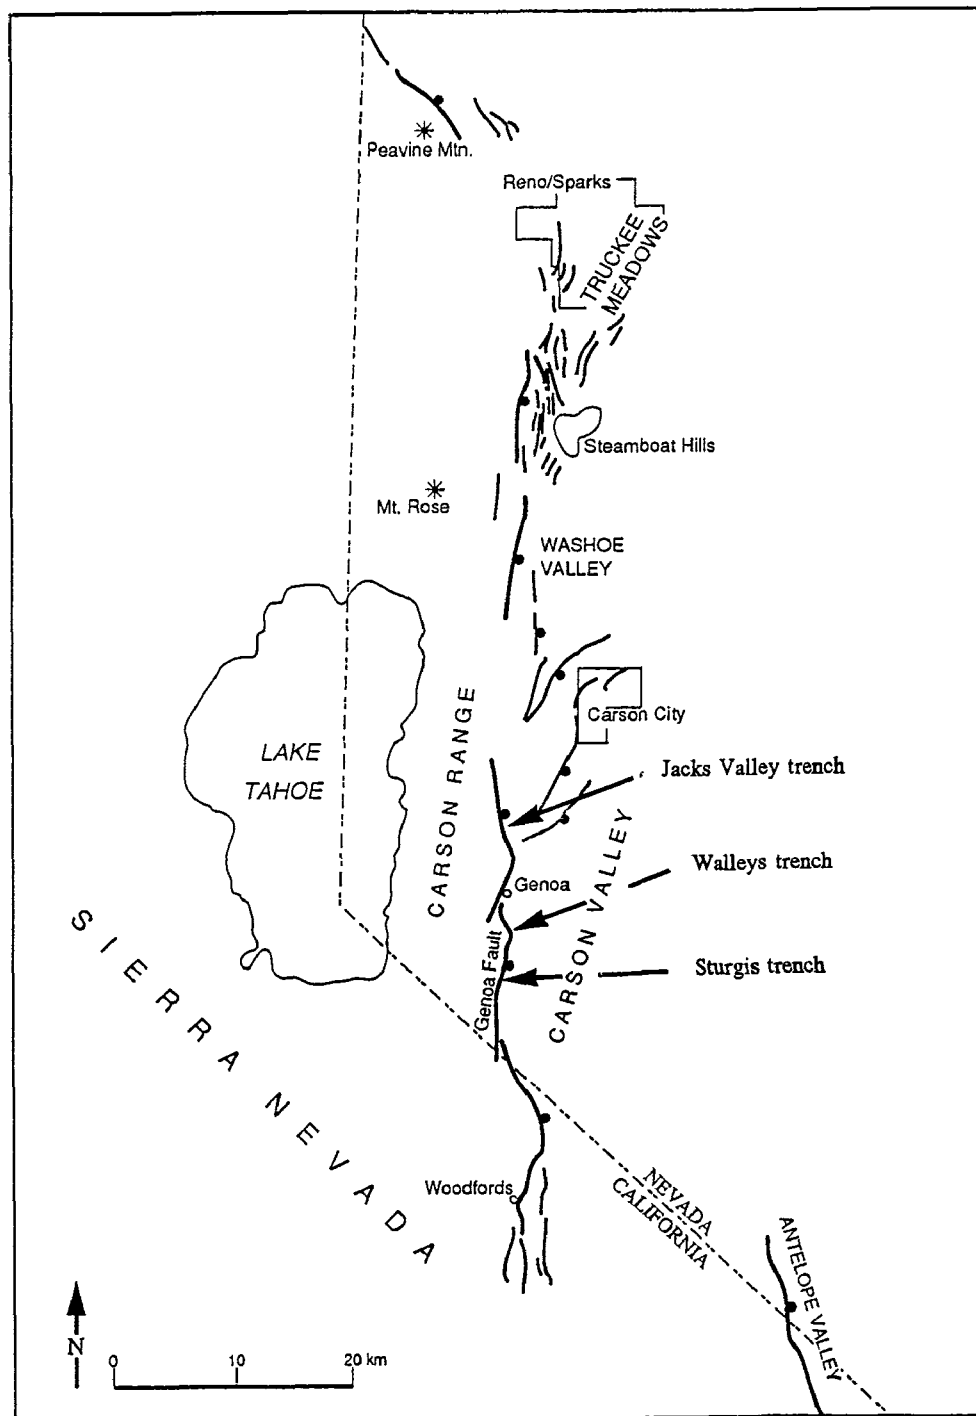 Peavine Mtn.
Reno/Sparks
TRUCKEE
MEADOWS
Steamboat Hills
Mt. Rose
WASHOE
VALLEY
Carson City
CARSON RANGE
LAKE
TAHOE
Jacks Valley trench
Walleys trench
Genoa
CARSON VALLEY
Genoa Fault
Sturgis trench
SIERRA NEVADA
Woodfords
NEVADA
CALIFORNIA
ANTELOPE VALLEY
N
0 10 20 km